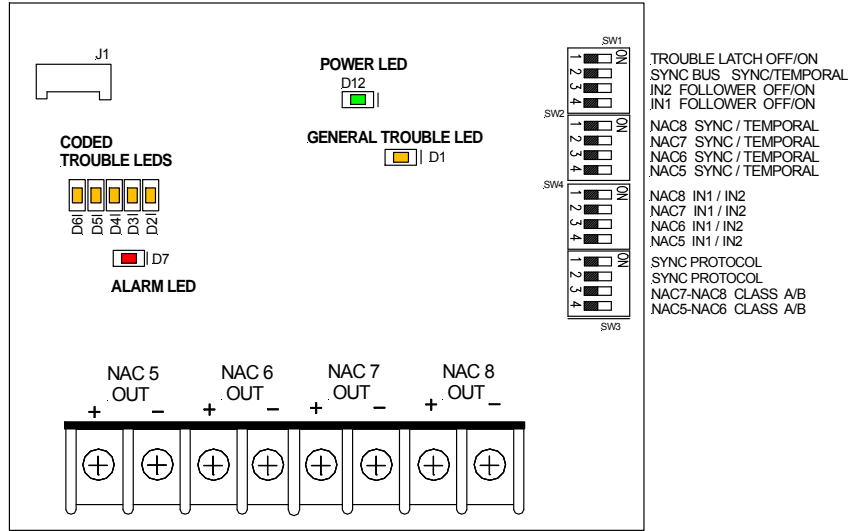 J1
POWER LED
D12
GENERAL TROUBLE LED
D1
CODED
TROUBLE LEDS
D6 D5 D4 D3 D2
D7
ALARM LED
SW1
ON
1 TROUBLE LATCH OFF/ON
2 SYNC BUS SYNC/TEMPORAL
3 IN2 FOLLOWER OFF/ON
4 IN1 FOLLOWER OFF/ON
SW2
ON
1 NAC8 SYNC / TEMPORAL
2 NAC7 SYNC / TEMPORAL
3 NAC6 SYNC / TEMPORAL
4 NAC5 SYNC / TEMPORAL
SW4
ON
1 NAC8 IN1 / IN2
2 NAC7 IN1 / IN2
3 NAC6 IN1 / IN2
4 NAC5 IN1 / IN2
ON
1 SYNC PROTOCOL
2 SYNC PROTOCOL
3 NAC7-NAC8 CLASS A/B
4 NAC5-NAC6 CLASS A/B
SW3
NAC 5 NAC 6 NAC 7 NAC 8
OUT OUT OUT OUT
+ – + – + – + –